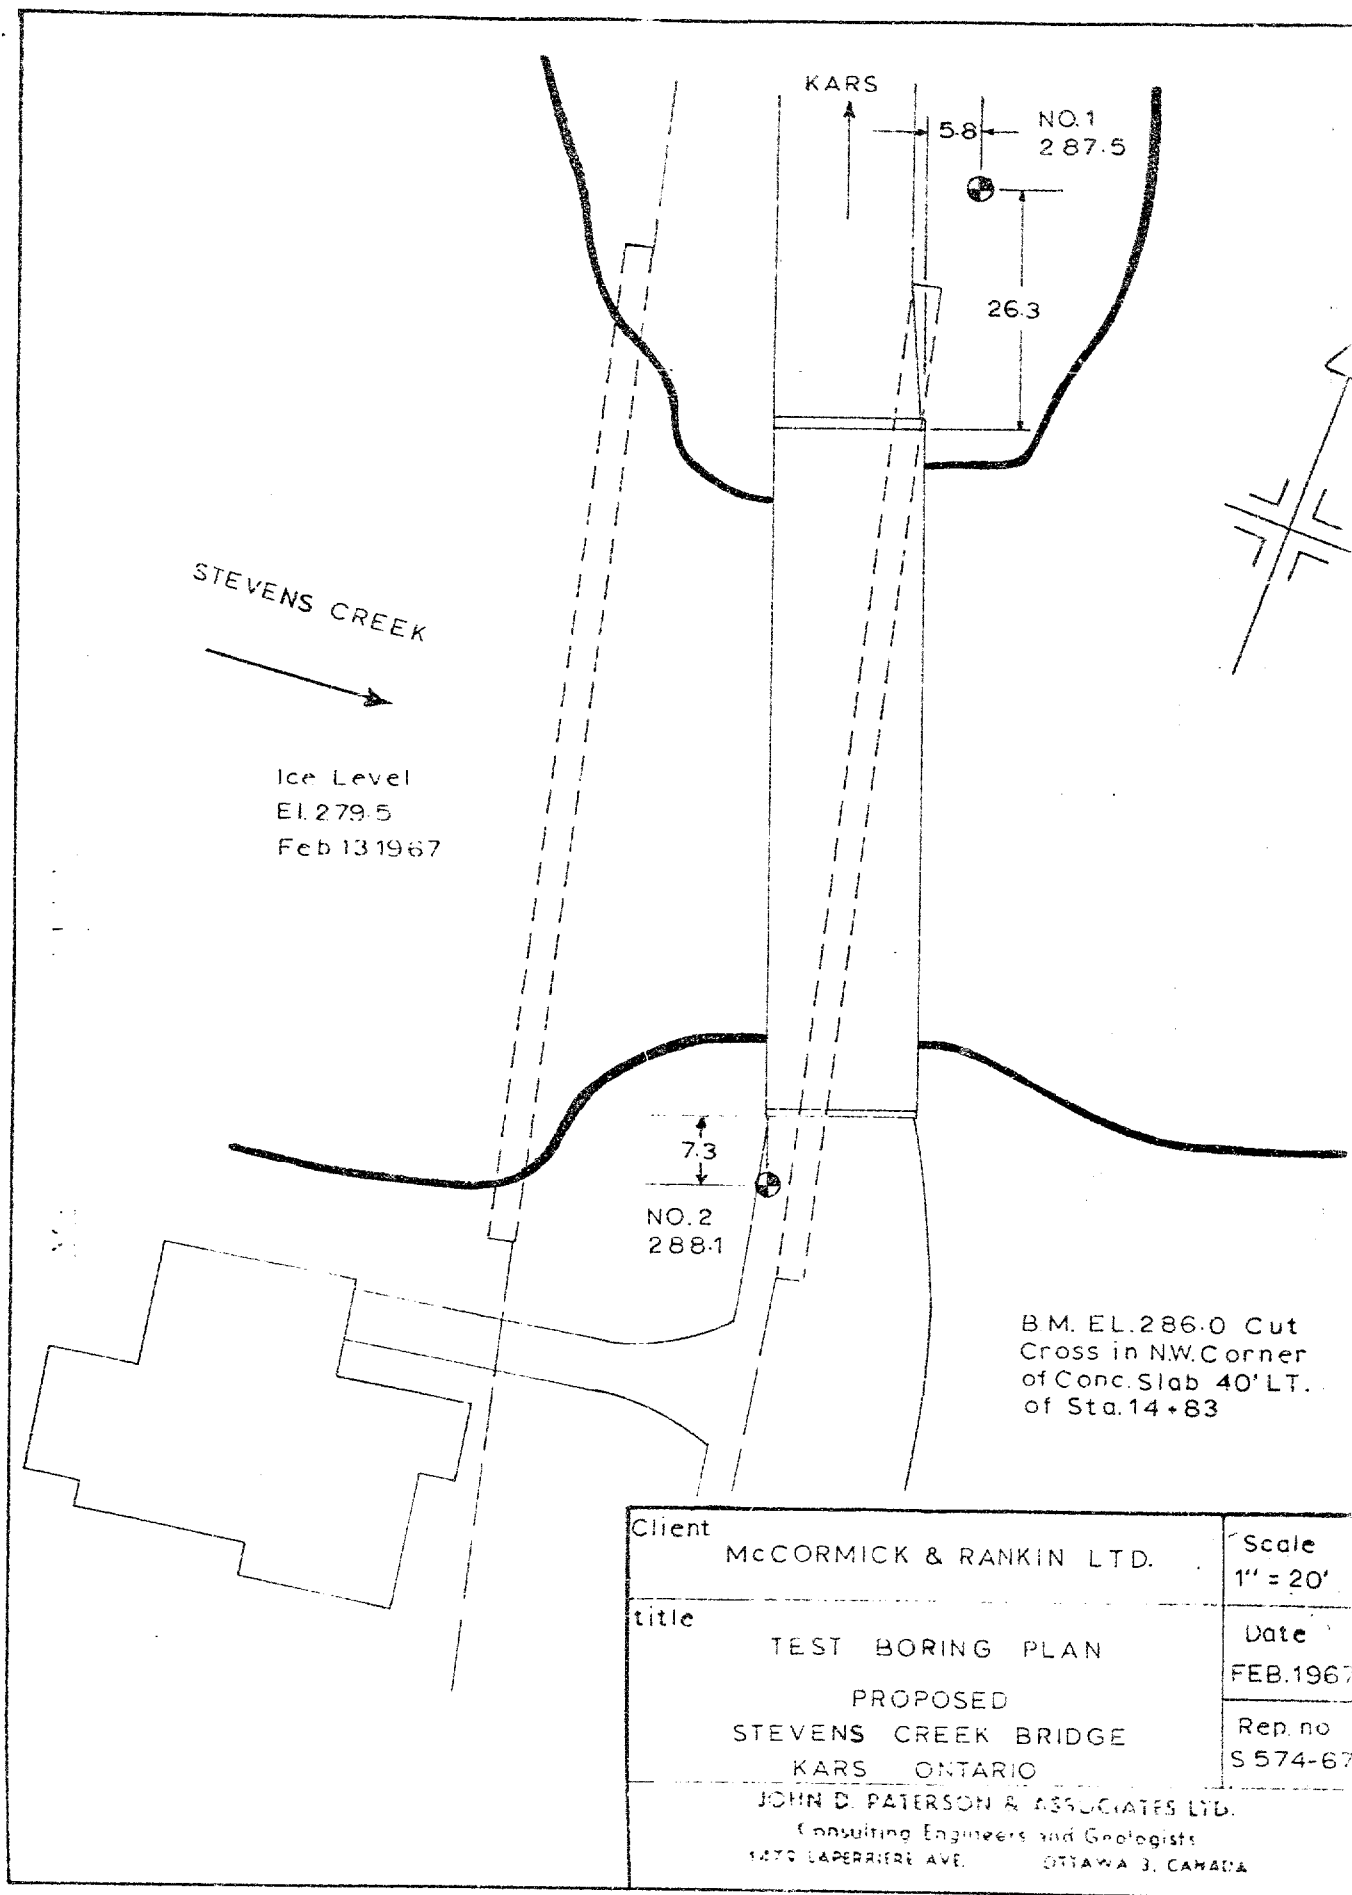 KARS
5.8
NO.1
287.5
26.3
STEVENS CREEK
Ice Level
El. 279.5
Feb 13 1967
7.3
NO. 2
288.1
B.M. EL. 286.0 Cut
Cross in N.W. Corner
of Conc. Slab 40' LT.
of Sta. 14+83
Client
McCORMICK & RANKIN LTD.
Scale
1" = 20'
title
TEST BORING PLAN
PROPOSED
STEVENS CREEK BRIDGE
KARS ONTARIO
Date
FEB. 1967
Rep. no
S 574-67
JOHN D. PATERSON & ASSOCIATES LTD.
Consulting Engineers and Geologists
LAPERRIERE AVE. OTTAWA 3, CANADA